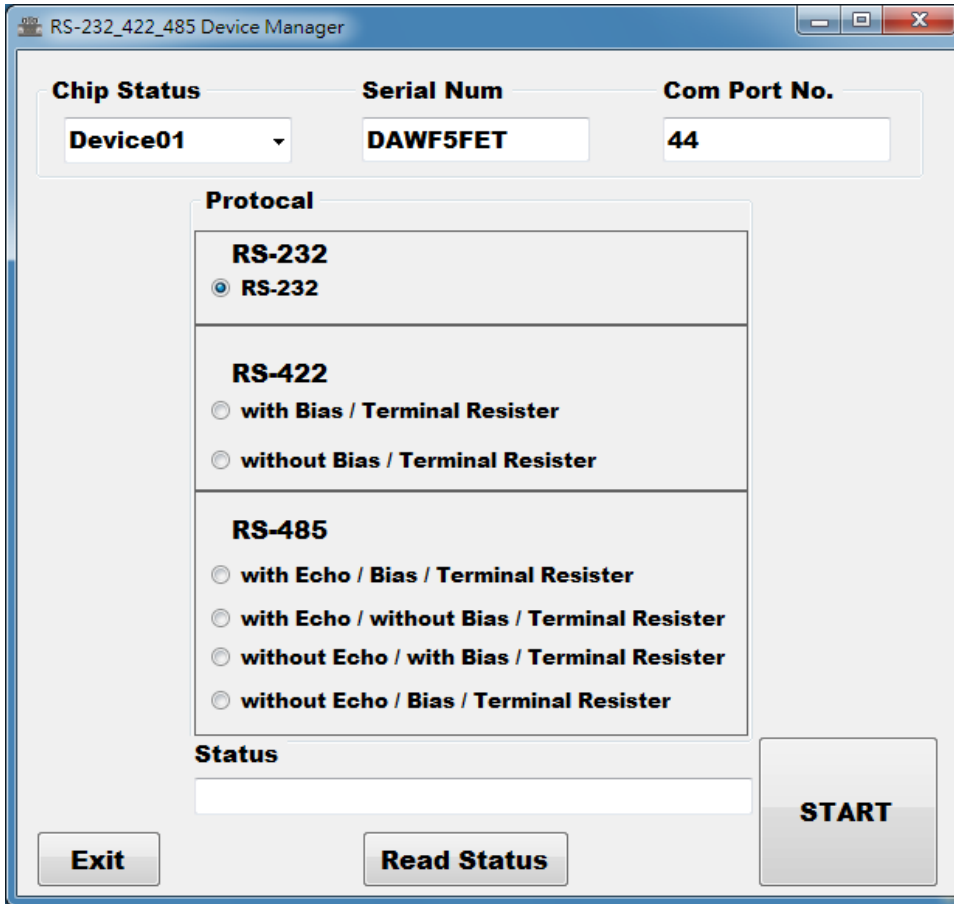 RS-232_422_485 Device Manager
Chip Status Serial Num Com Port No.
Device01 DAWF5FET 44
Protocal
RS-232
RS-232
RS-422
with Bias / Terminal Resister
without Bias / Terminal Resister
RS-485
with Echo / Bias / Terminal Resister
with Echo / without Bias / Terminal Resister
without Echo / with Bias / Terminal Resister
without Echo / Bias / Terminal Resister
Status
START
Exit Read Status